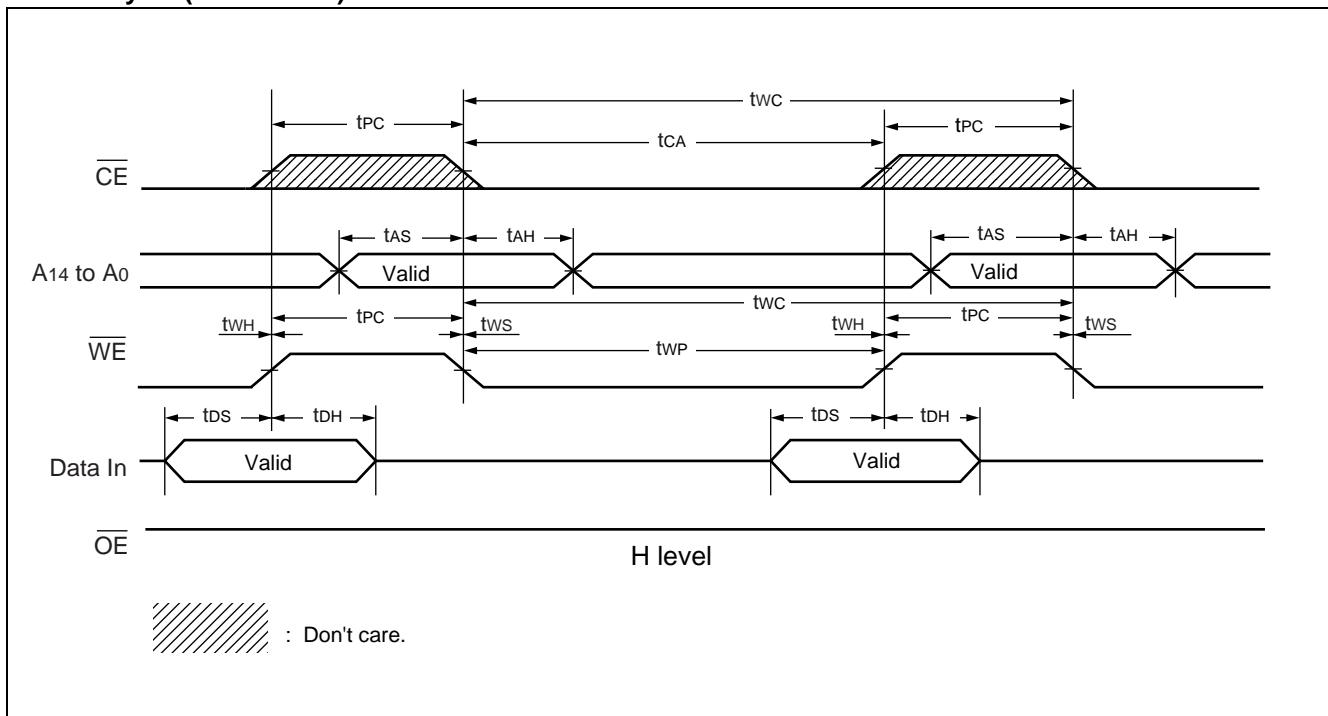 tWC
tPC
tPC
tCA
CE
tAS
tAH
tAS
tAH
A14 to A0
Valid
Valid
tWC
tWH
tPC
tWS
tWH
tPC
tWS
WE
tWP
tDS
tDH
tDS
tDH
Data In
Valid
Valid
OE
H level
: Don't care.